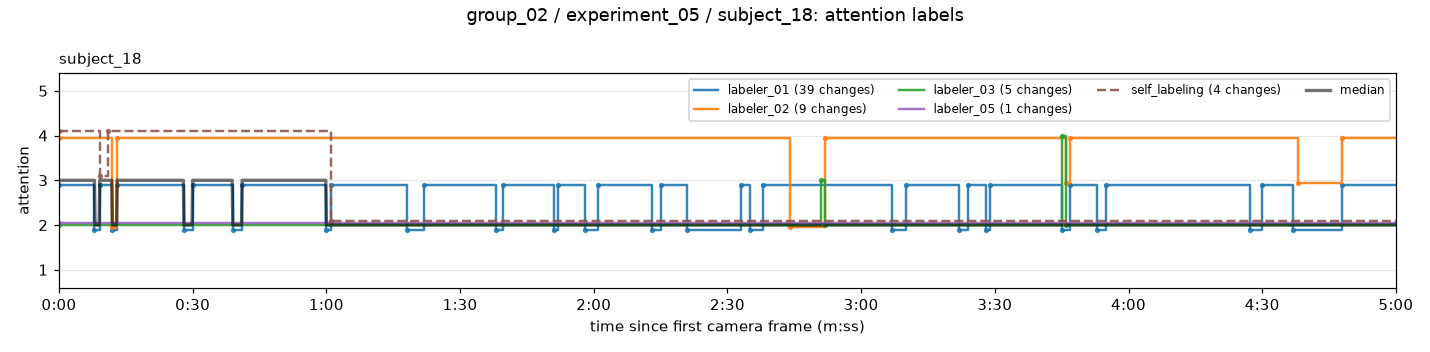 group_02 / experiment_05 / subject_18: attention labels
subject_18
labeler_01 (39 changes)
labeler_02 (9 changes)
labeler_03 (5 changes)
labeler_05 (1 changes)
self_labeling (4 changes)
median
attention
5
4
3
2
1
0:00 0:30 1:00 1:30 2:00 2:30 3:00 3:30 4:00 4:30 5:00
time since first camera frame (m:ss)